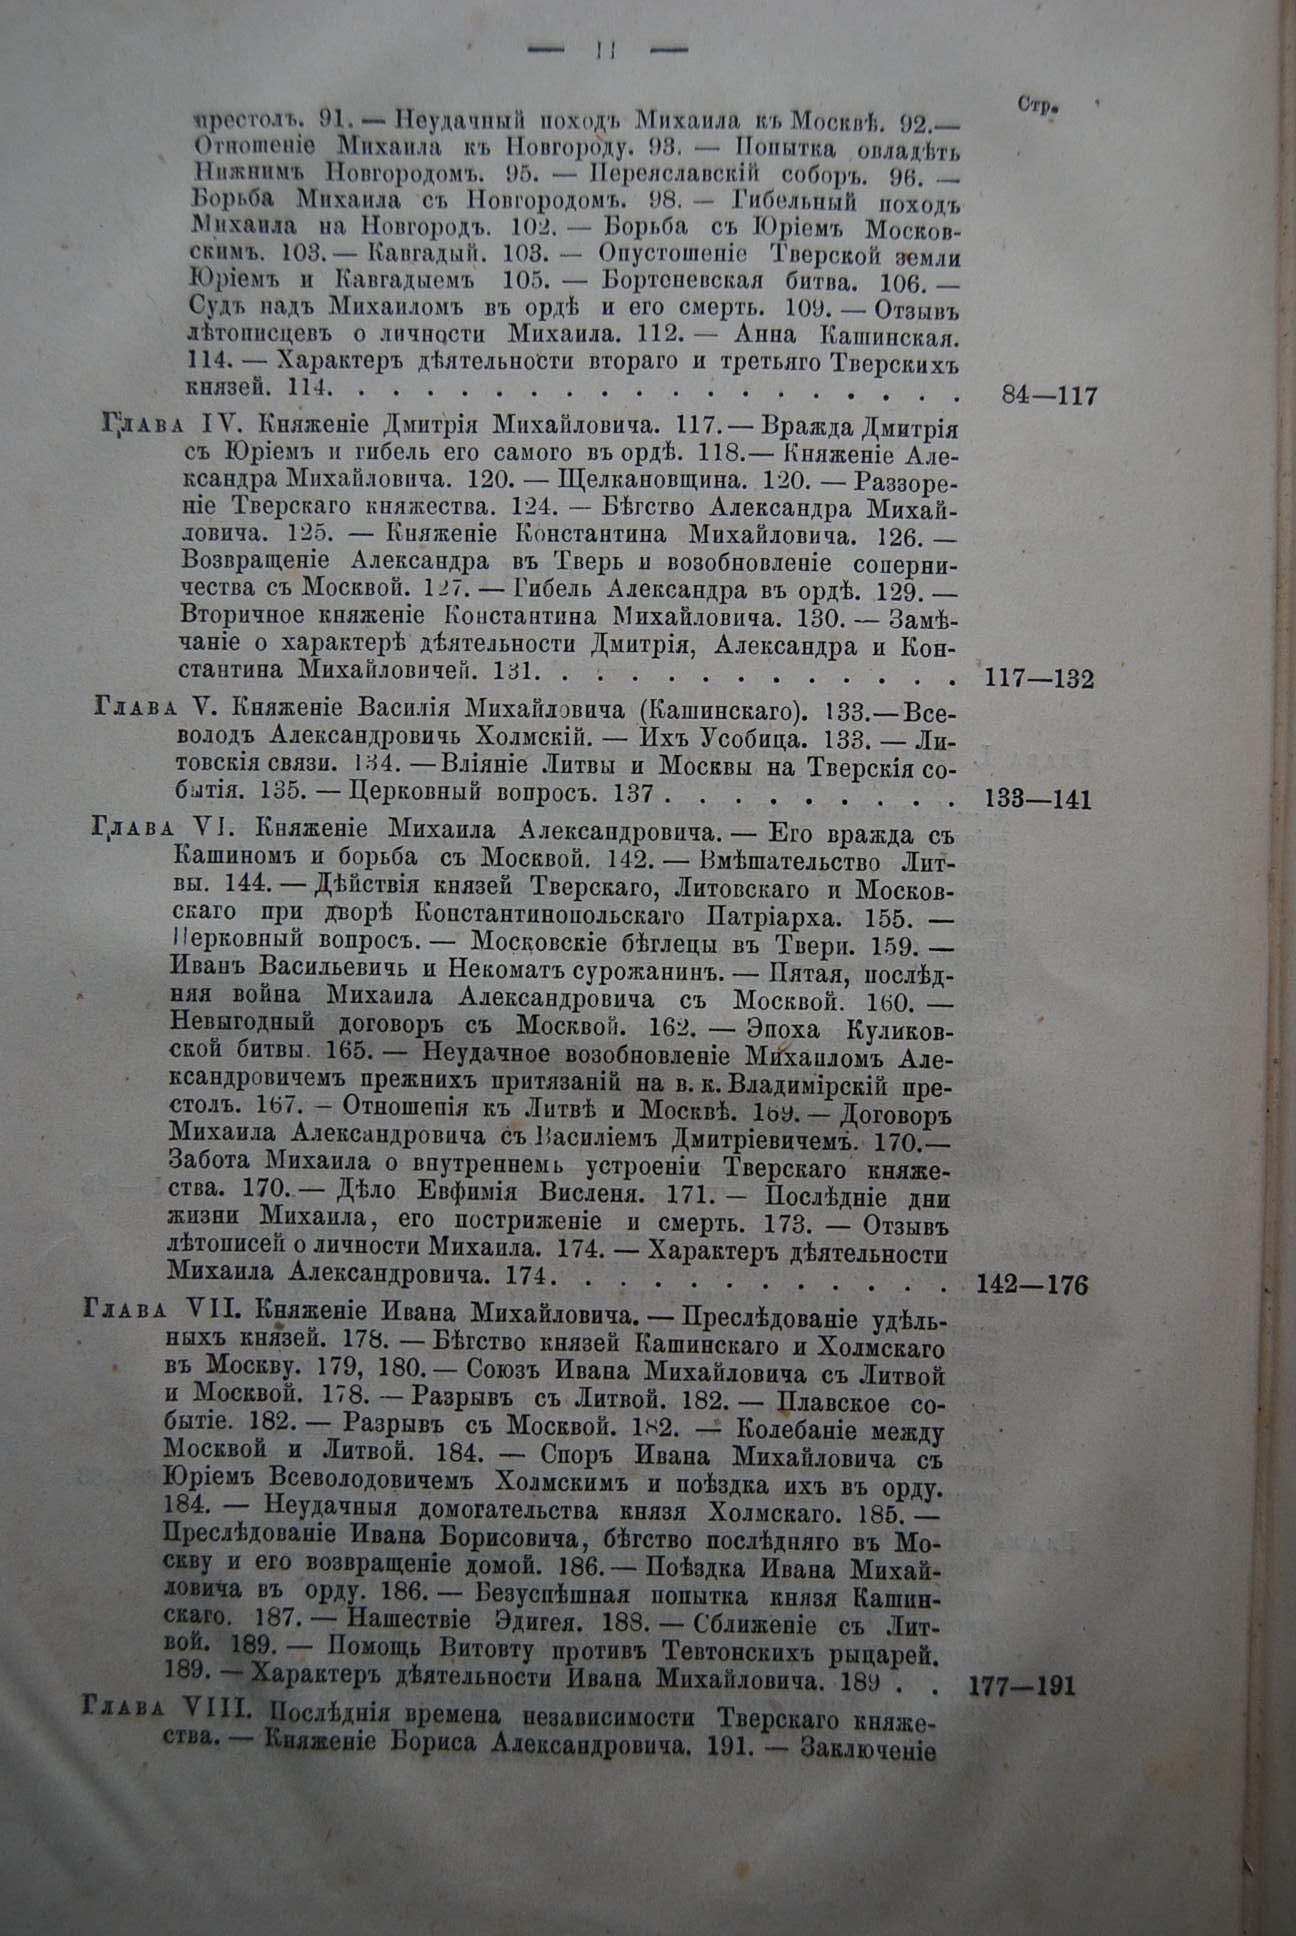 — II —
Стр.
престолъ. 91. — Неудачный походъ Михаила къ Москвѣ. 92.—
Отношеніе Михаила къ Новгороду. 93. — Попытка овладѣть
Нижнимъ Новгородомъ. 95. — Переяславскій соборъ. 96. —
Борьба Михаила съ Новгородомъ. 98. — Гибельный походъ
Михаила на Новгородъ. 102. — Борьба съ Юріемъ Москов-
скимъ. 103. — Кавгадый. 103. — Опустошеніе Тверской земли
Юріемъ и Кавгадыемъ 105. — Бортеневская битва. 106. —
Судъ надъ Михаиломъ въ ордѣ и его смерть. 109. — Отзывъ
лѣтописцевъ о личности Михаила. 112. — Анна Кашинская.
114. — Характеръ дѣятельности втораго и третьяго Тверскихъ
князей. 114. . . . . . . . . . . . . . . . . . . . . . . 84—117
Глава IV. Княженіе Дмитрія Михайловича. 117. — Вражда Дмитрія
съ Юріемъ и гибель его самого въ ордѣ. 118.— Княженіе Але-
ксандра Михайловича. 120. — Щелкановщина. 120. — Раззоре-
ніе Тверскаго княжества. 124. — Бѣгство Александра Михай-
ловича. 125. — Княженіе Константина Михайловича. 126. —
Возвращеніе Александра въ Тверь и возобновленіе соперни-
чества съ Москвой. 127. — Гибель Александра въ ордѣ. 129. —
Вторичное княженіе Константина Михайловича. 130. — Замѣ-
чаніе о характерѣ дѣятельности Дмитрія, Александра и Кон-
стантина Михайловичей. 131. . . . . . . . . . . . . . . . 117—132
Глава V. Княженіе Василія Михайловича (Кашинскаго). 133.—Все-
володъ Александровичь Холмскій. — Ихъ Усобица. 133. — Ли-
товскія связи. 134. — Вліяніе Литвы и Москвы на Тверскія со-
бытія. 135. — Церковный вопросъ. 137 . . . . . . . . . . 133—141
Глава VI. Княженіе Михаила Александровича. — Его вражда съ
Кашиномъ и борьба съ Москвой. 142. — Вмѣшательство Лит-
вы. 144. — Дѣйствія князей Тверскаго, Литовскаго и Москов-
скаго при дворѣ Константинопольскаго Патріарха. 155. —
Церковный вопросъ. — Московскіе бѣглецы въ Твери. 159. —
Иванъ Васильевичь и Некоматъ сурожанинъ. — Пятая, послѣд-
няя война Михаила Александровича съ Москвой. 160. —
Невыгодный договоръ съ Москвой. 162. — Эпоха Куликов-
ской битвы. 165. — Неудачное возобновленіе Михаиломъ Але-
ксандровичемъ прежнихъ притязаній на в. к. Владимірскій пре-
столъ. 167. — Отношенія къ Литвѣ и Москвѣ. 169. — Договоръ
Михаила Александровича съ Василіемъ Дмитріевичемъ. 170.—
Забота Михаила о внутреннемь устроеніи Тверскаго княже-
ства. 170. — Дѣло Евфимія Висленя. 171. — Послѣдніе дни
жизни Михаила, его постриженіе и смерть. 173. — Отзывъ
лѣтописей о личности Михаила. 174. — Характеръ дѣятельности
Михаила Александровича. 174. . . . . . . . . . . . . . . 142—176
Глава VII. Княженіе Ивана Михайловича. — Преслѣдованіе удѣль-
ныхъ князей. 178. — Бѣгство князей Кашинскаго и Холмскаго
въ Москву. 179, 180. — Союзъ Ивана Михайловича съ Литвой
и Москвой. 178. — Разрывъ съ Литвой. 182. — Плавское со-
бытіе. 182. — Разрывъ съ Москвой. 182. — Колебаніе между
Москвой и Литвой. 184. — Споръ Ивана Михайловича съ
Юріемъ Всеволодовичемъ Холмскимъ и поѣздка ихъ въ орду.
184. — Неудачныя домогательства князя Холмскаго. 185. —
Преслѣдованіе Ивана Борисовича, бѣгство послѣдняго въ Мо-
скву и его возвращеніе домой. 186. — Поѣздка Ивана Михай-
ловича въ орду. 186. — Безуспѣшная попытка князя Кашин-
скаго. 187. — Нашествіе Эдигея. 188. — Сближеніе съ Лит-
вой. 189. — Помощь Витовту противъ Тевтонскихъ рыцарей.
189. — Характеръ дѣятельности Ивана Михайловича. 189 . . 177—191
Глава VIII. Послѣднія времена независимости Тверскаго княже-
ства. — Княженіе Бориса Александровича. 191. — Заключеніе